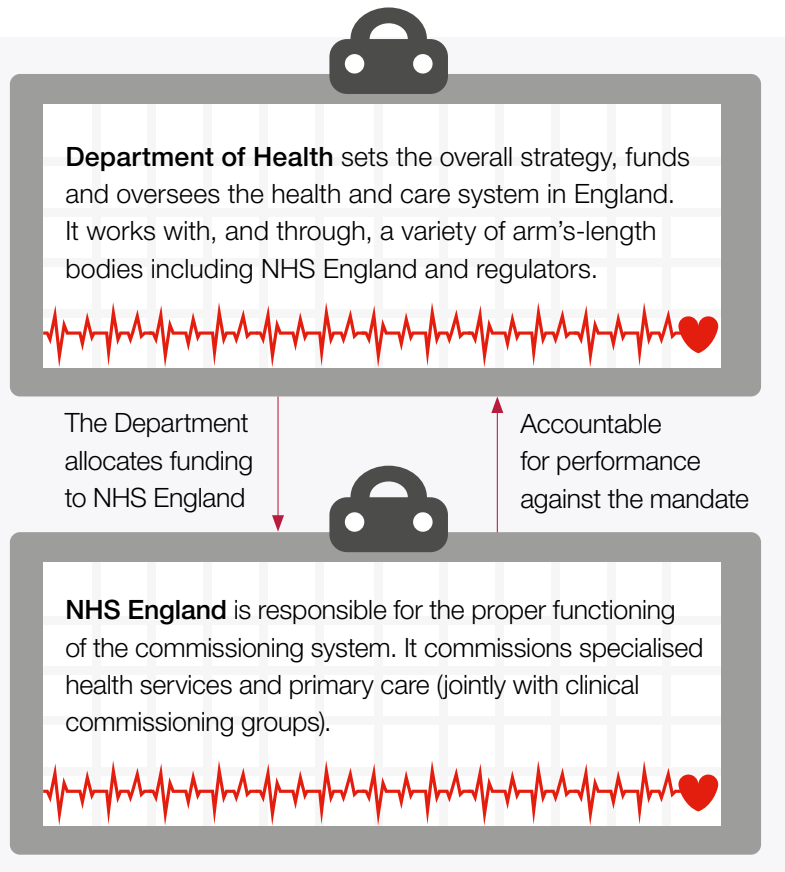 Department of Health sets the overall strategy, funds
and oversees the health and care system in England.
It works with, and through, a variety of arm’s-length
bodies including NHS England and regulators.
The Department
allocates funding
to NHS England
Accountable
for performance
against the mandate
NHS England is responsible for the proper functioning
of the commissioning system. It commissions specialised
health services and primary care (jointly with clinical
commissioning groups).